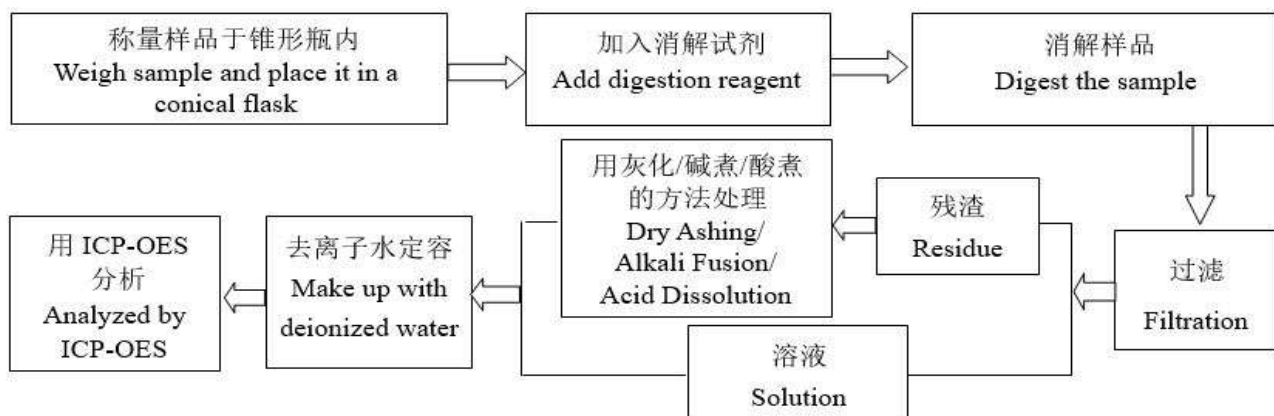 称量样品于锥形瓶内
Weigh sample and place it in a
conical flask
加入消解试剂
Add digestion reagent
消解样品
Digest the sample
过滤
Filtration
残渣
Residue
用灰化/碱煮/酸煮
的方法处理
Dry Ashing/
Alkali Fusion/
Acid Dissolution
溶液
Solution
去离子水定容
Make up with
deionized water
用 ICP-OES
分析
Analyzed by
ICP-OES